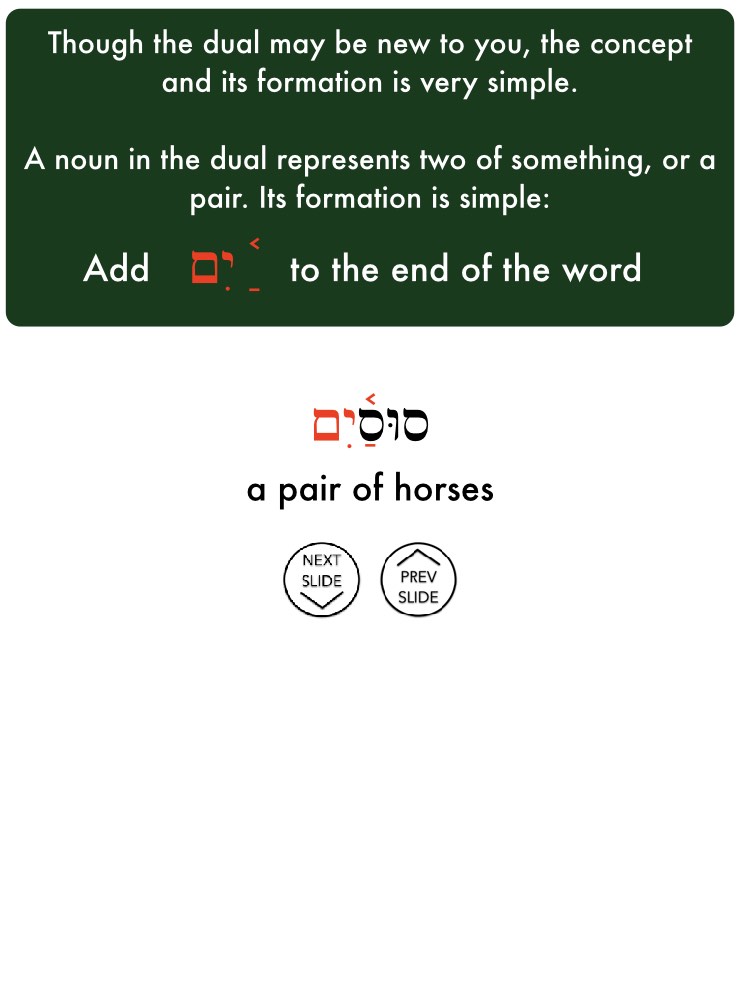 Though the dual may be new to you, the concept
and its formation is very simple.
A noun in the dual represents two of something, or a
pair. Its formation is simple:
Add ַ֫יִם to the end of the word
סוּסַ֫יִם
a pair of horses
NEXT
SLIDE
PREV
SLIDE